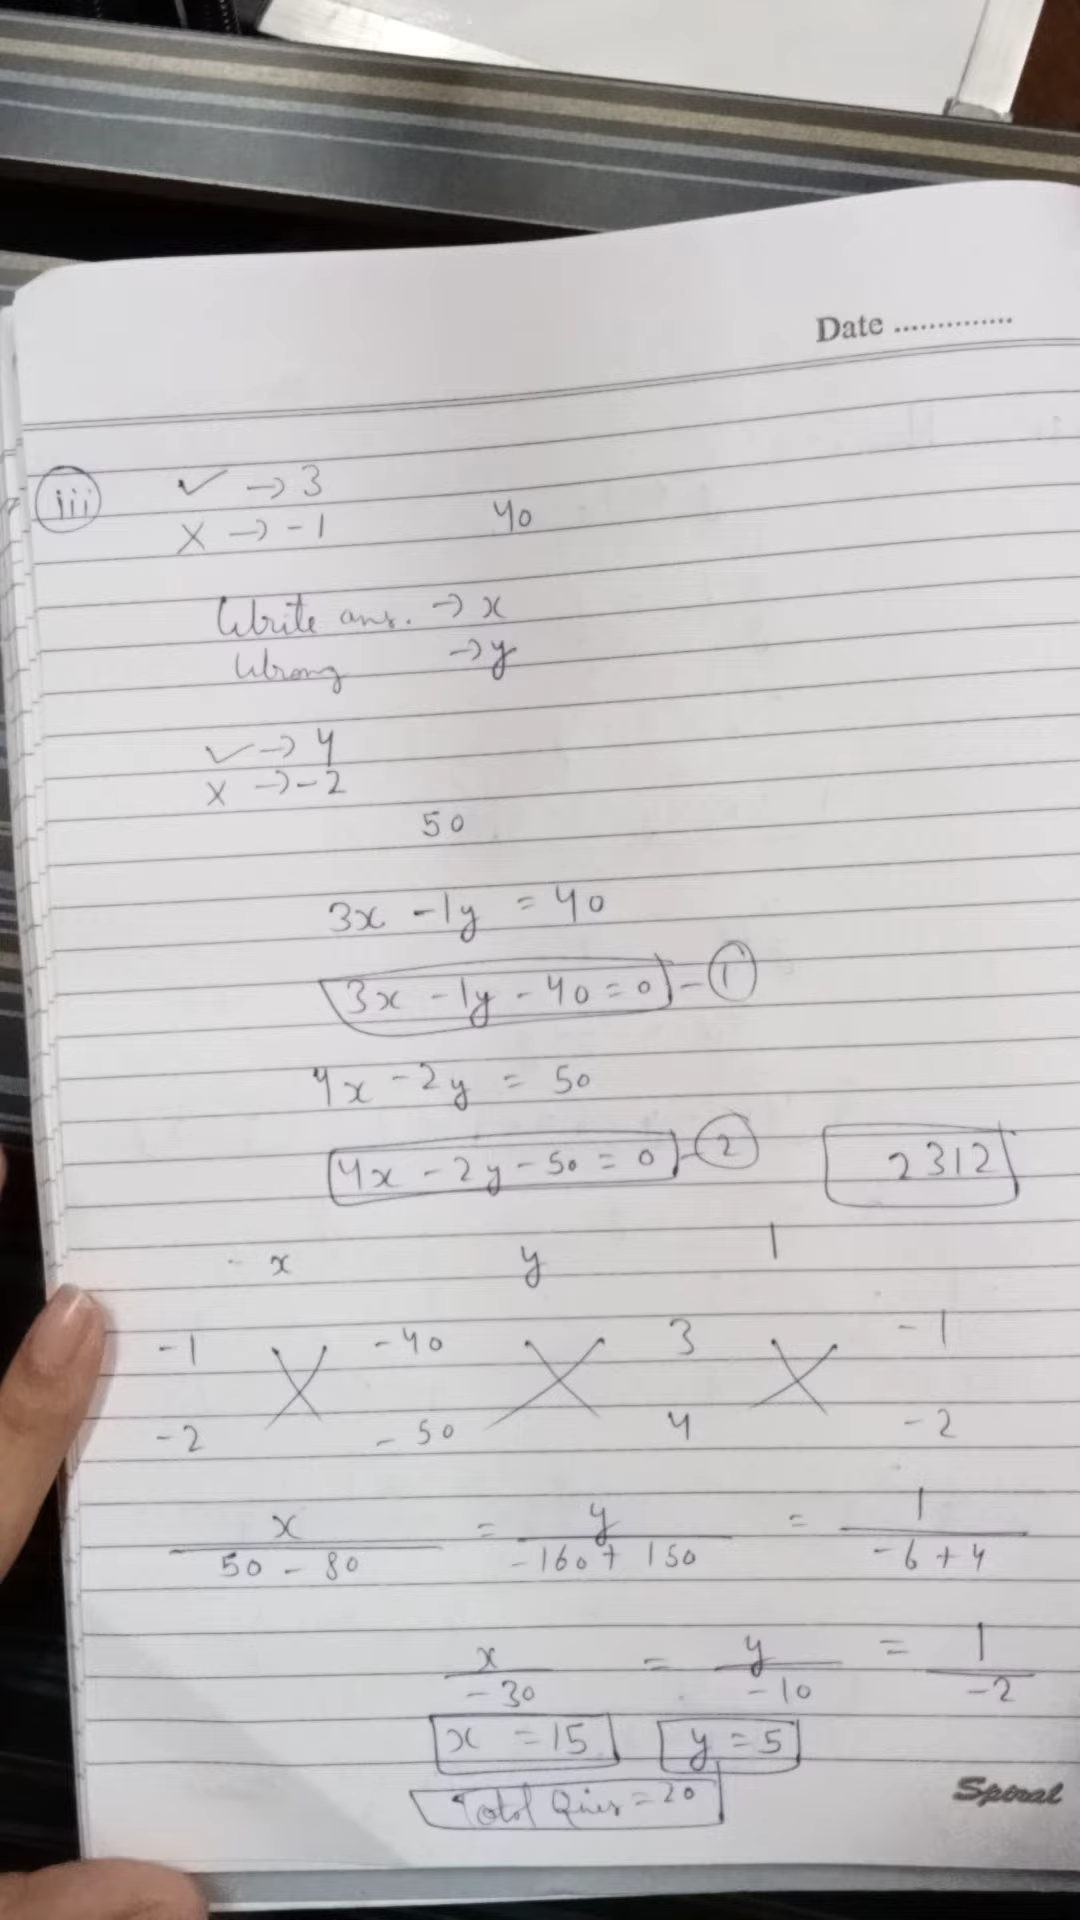 Date ..............
iii ✓ → 3
X → -1 40
Write ans. → x
Wrong → y
✓ → 4
X → -2
50
3x - 1y = 40
3x - 1y - 40 = 0 - 1
4x - 2y = 50
4x - 2y - 50 = 0 - 2 2312
x y 1
-1 -40 3 -1
-2 -50 4 -2
x = y = 1
50 - 80 -160 + 150 -6 + 4
x = y = 1
-30 -10 -2
x = 15 y = 5
Total = 20
Spiral